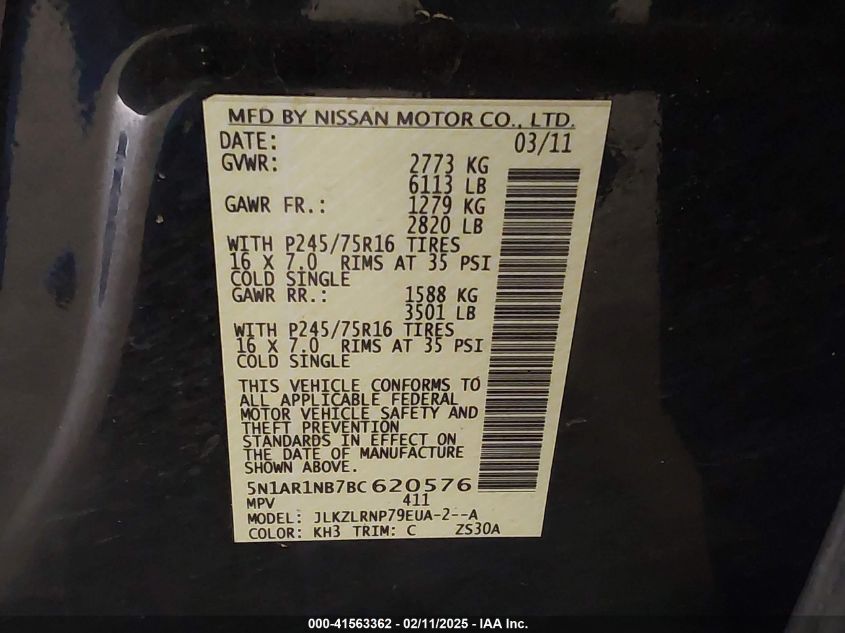 MFD BY NISSAN MOTOR CO., LTD.
DATE: 03/11
GVWR: 2773 KG
6113 LB
GAWR FR.: 1279 KG
2820 LB
WITH P245/75R16 TIRES
16 X 7.0 RIMS AT 35 PSI
COLD SINGLE
GAWR RR.: 1588 KG
3501 LB
WITH P245/75R16 TIRES
16 X 7.0 RIMS AT 35 PSI
COLD SINGLE
THIS VEHICLE CONFORMS TO
ALL APPLICABLE FEDERAL
MOTOR VEHICLE SAFETY AND
THEFT PREVENTION
STANDARDS IN EFFECT ON
THE DATE OF MANUFACTURE
SHOWN ABOVE.
5N1AR1NB7BC 620576
MPV 411
MODEL: JLKZLRNP79EUA-2--A
COLOR: KH3 TRIM: C ZS30A
000-41563362 - 02/11/2025 - IAA Inc.